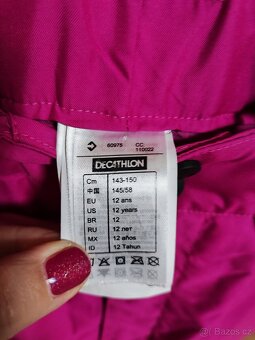 60975 CC:
110022
DECATHLON
Cm 143-150
中国 145/58
EU 12 ans
US 12 years
BR 12
RU 12 лет
MX 12 años
ID 12 Tahun
Bazoš.cz